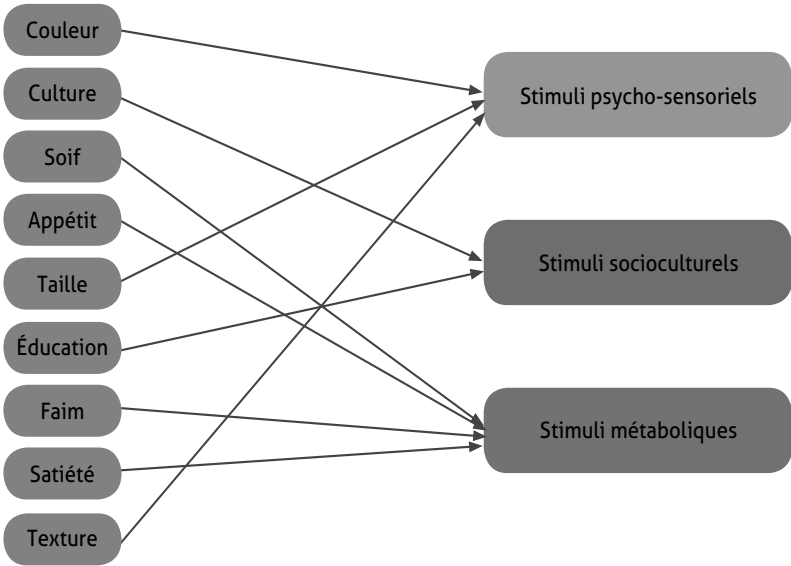 Couleur
Culture
Soif
Appétit
Taille
Éducation
Faim
Satiété
Texture
Stimuli psycho-sensoriels
Stimuli socioculturels
Stimuli métaboliques